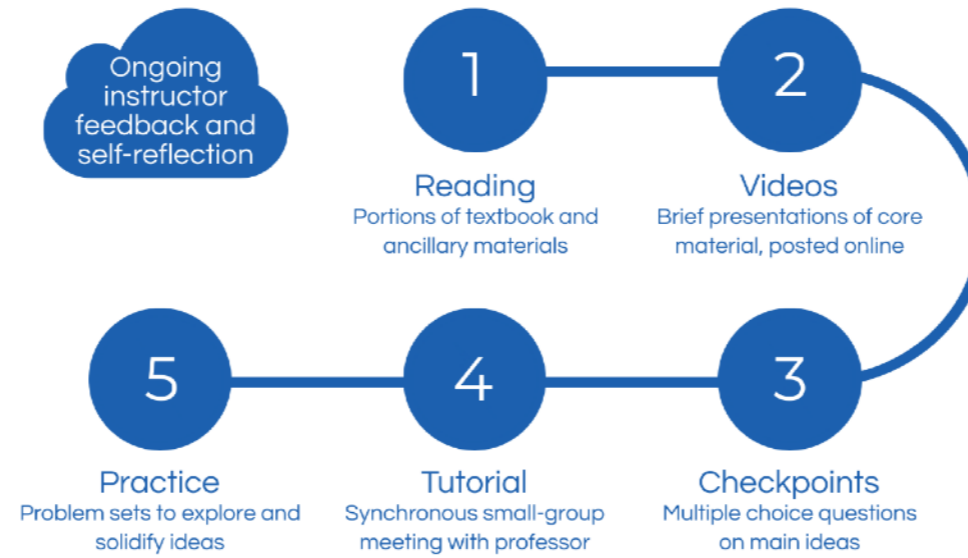 Ongoing
instructor
feedback and
self-reflection
1
2
Reading
Portions of textbook and
ancillary materials
Videos
Brief presentations of core
material, posted online
5
4
3
Practice
Problem sets to explore and
solidify ideas
Tutorial
Synchronous small-group
meeting with professor
Checkpoints
Multiple choice questions
on main ideas